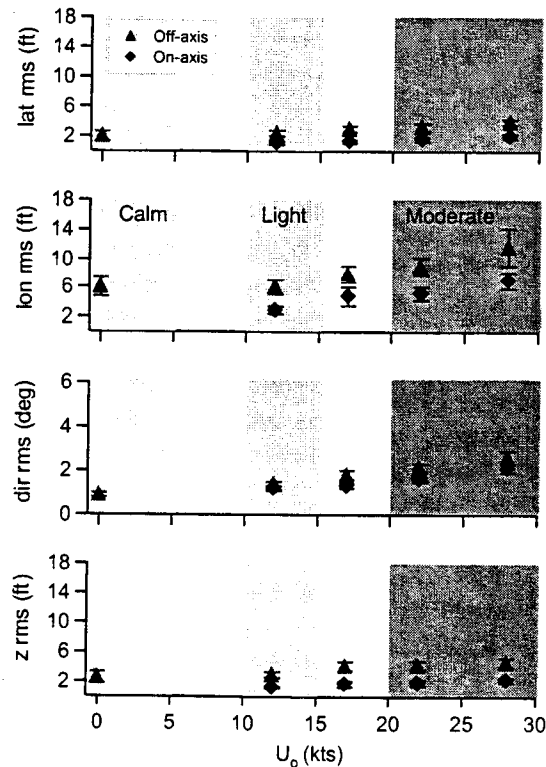 lat rms (ft)
18
14
10
6
2
Off-axis
On-axis
lon rms (ft)
18
14
10
6
2
Calm
Light
Moderate
dir rms (deg)
6
4
2
0
z rms (ft)
18
14
10
6
2
0
5
10
15
20
25
30
U₀ (kts)